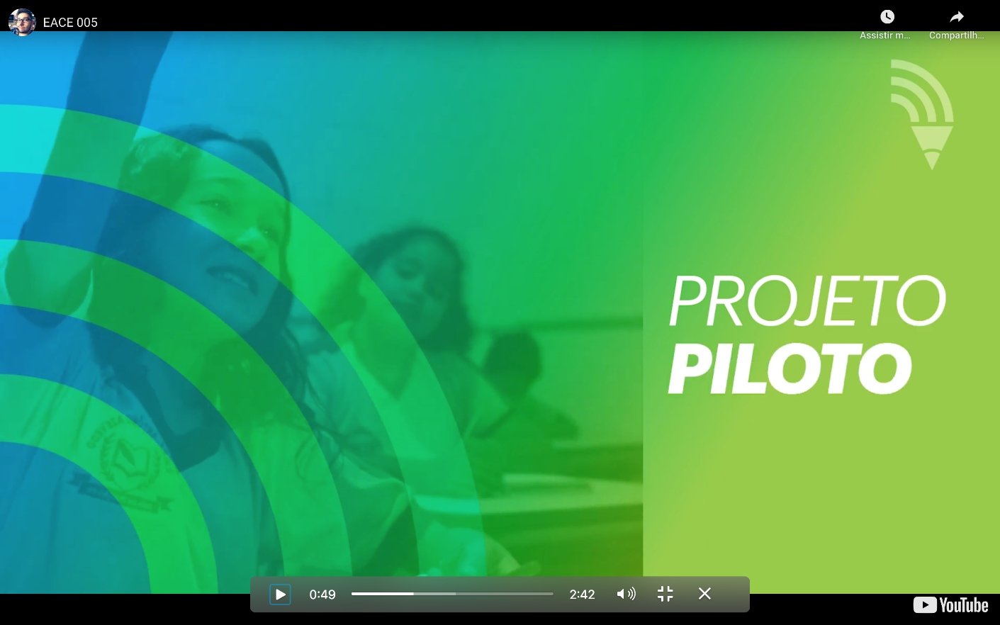 EACE 005
Assistir m...
Compartilh...
PROJETO
PILOTO
0:49
2:42
YouTube